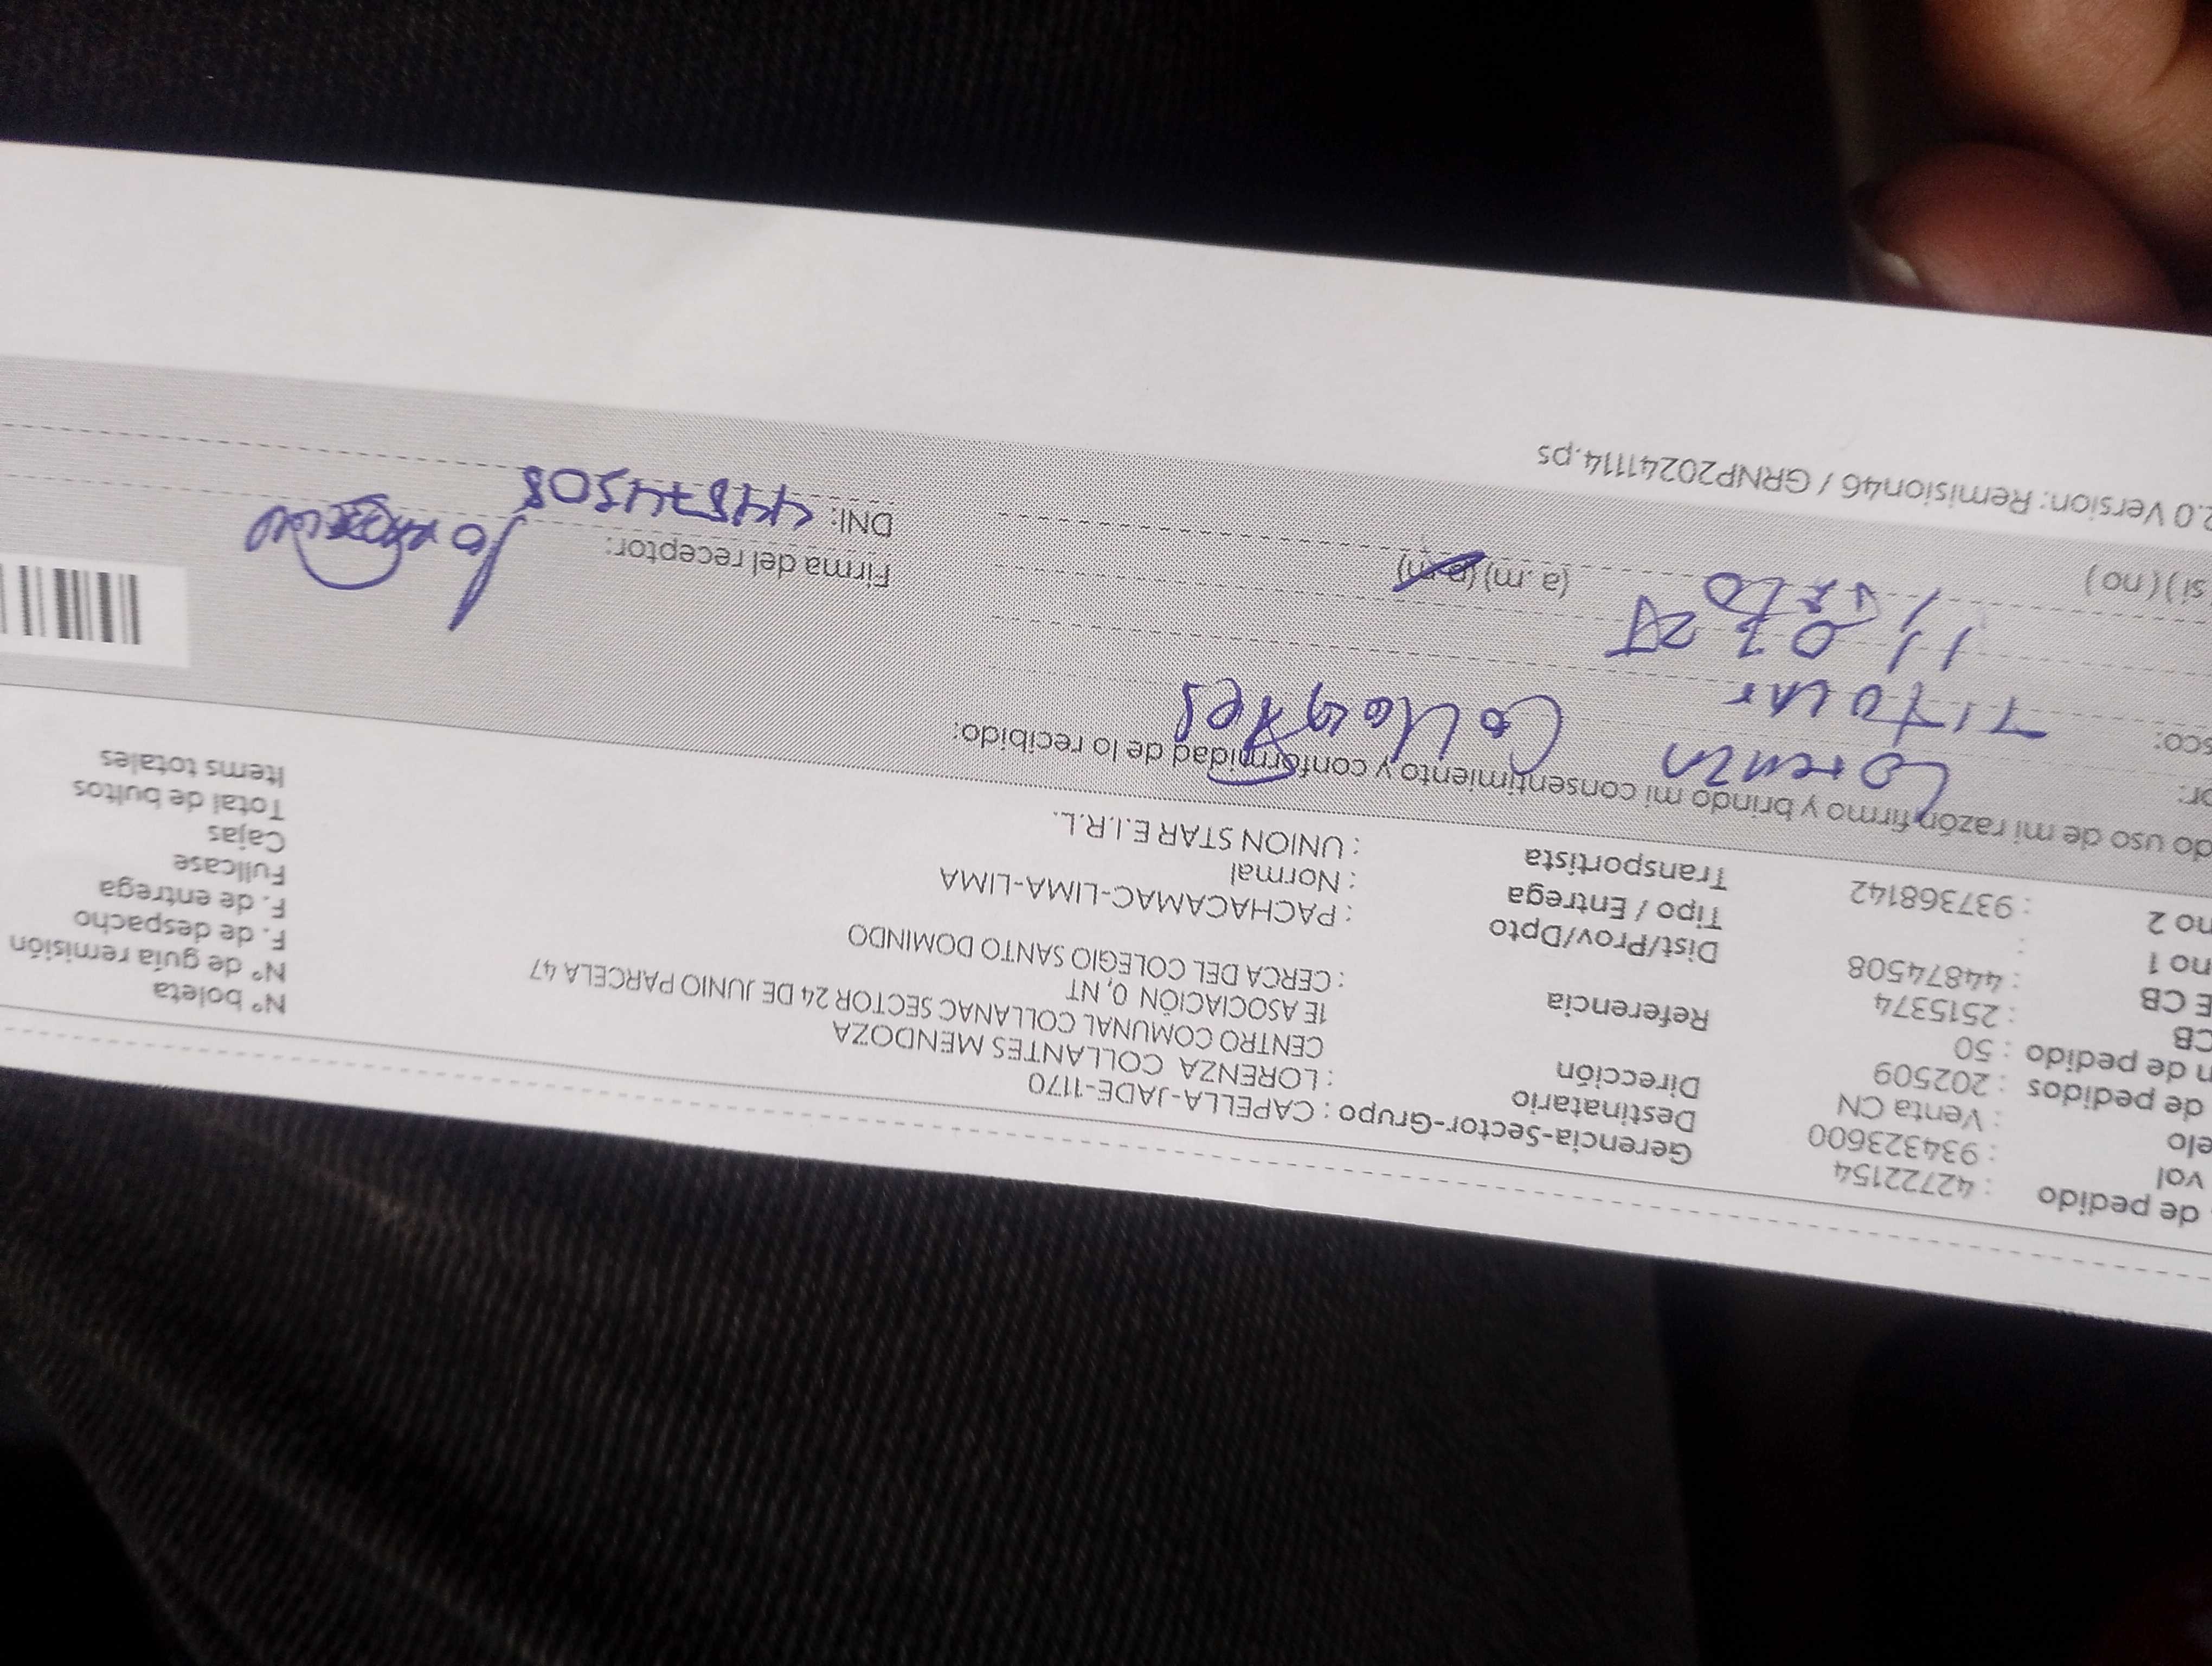 de pedido : 42722154 Gerencia-Sector-Grupo : CAPELLA-JADE-1170 N° boleta
vol : 934323600 Destinatario : LORENZA COLLANTES MENDOZA N° de guía remisión
elo : Venta CN Dirección CENTRO COMUNAL COLLANAC SECTOR 24 DE JUNIO PARCELA 47 F. de despacho
de pedidos : 202509 1E ASOCIACIÓN 0, NT F. de entrega
n de pedido : 50 Referencia : CERCA DEL COLEGIO SANTO DOMINDO Fullcase
CB : 2515374 Dist/Prov/Dpto : PACHACAMAC-LIMA-LIMA Cajas
E CB : 44874508 Tipo / Entrega : Normal Total de bultos
no 1 : Transportista : UNION STAR E.I.R.L. Items totales
no 2 : 937368142
do uso de mi razón firmo y brindo mi consentimiento y conformidad de lo recibido:
or: Lorenza Collantes
sco: Titular
11 07 25
(a.m) (p.m) Firma del receptor:
si ) ( no ) DNI: 44874508
2.0 Version: Remision46 / GRNP20241114.ps